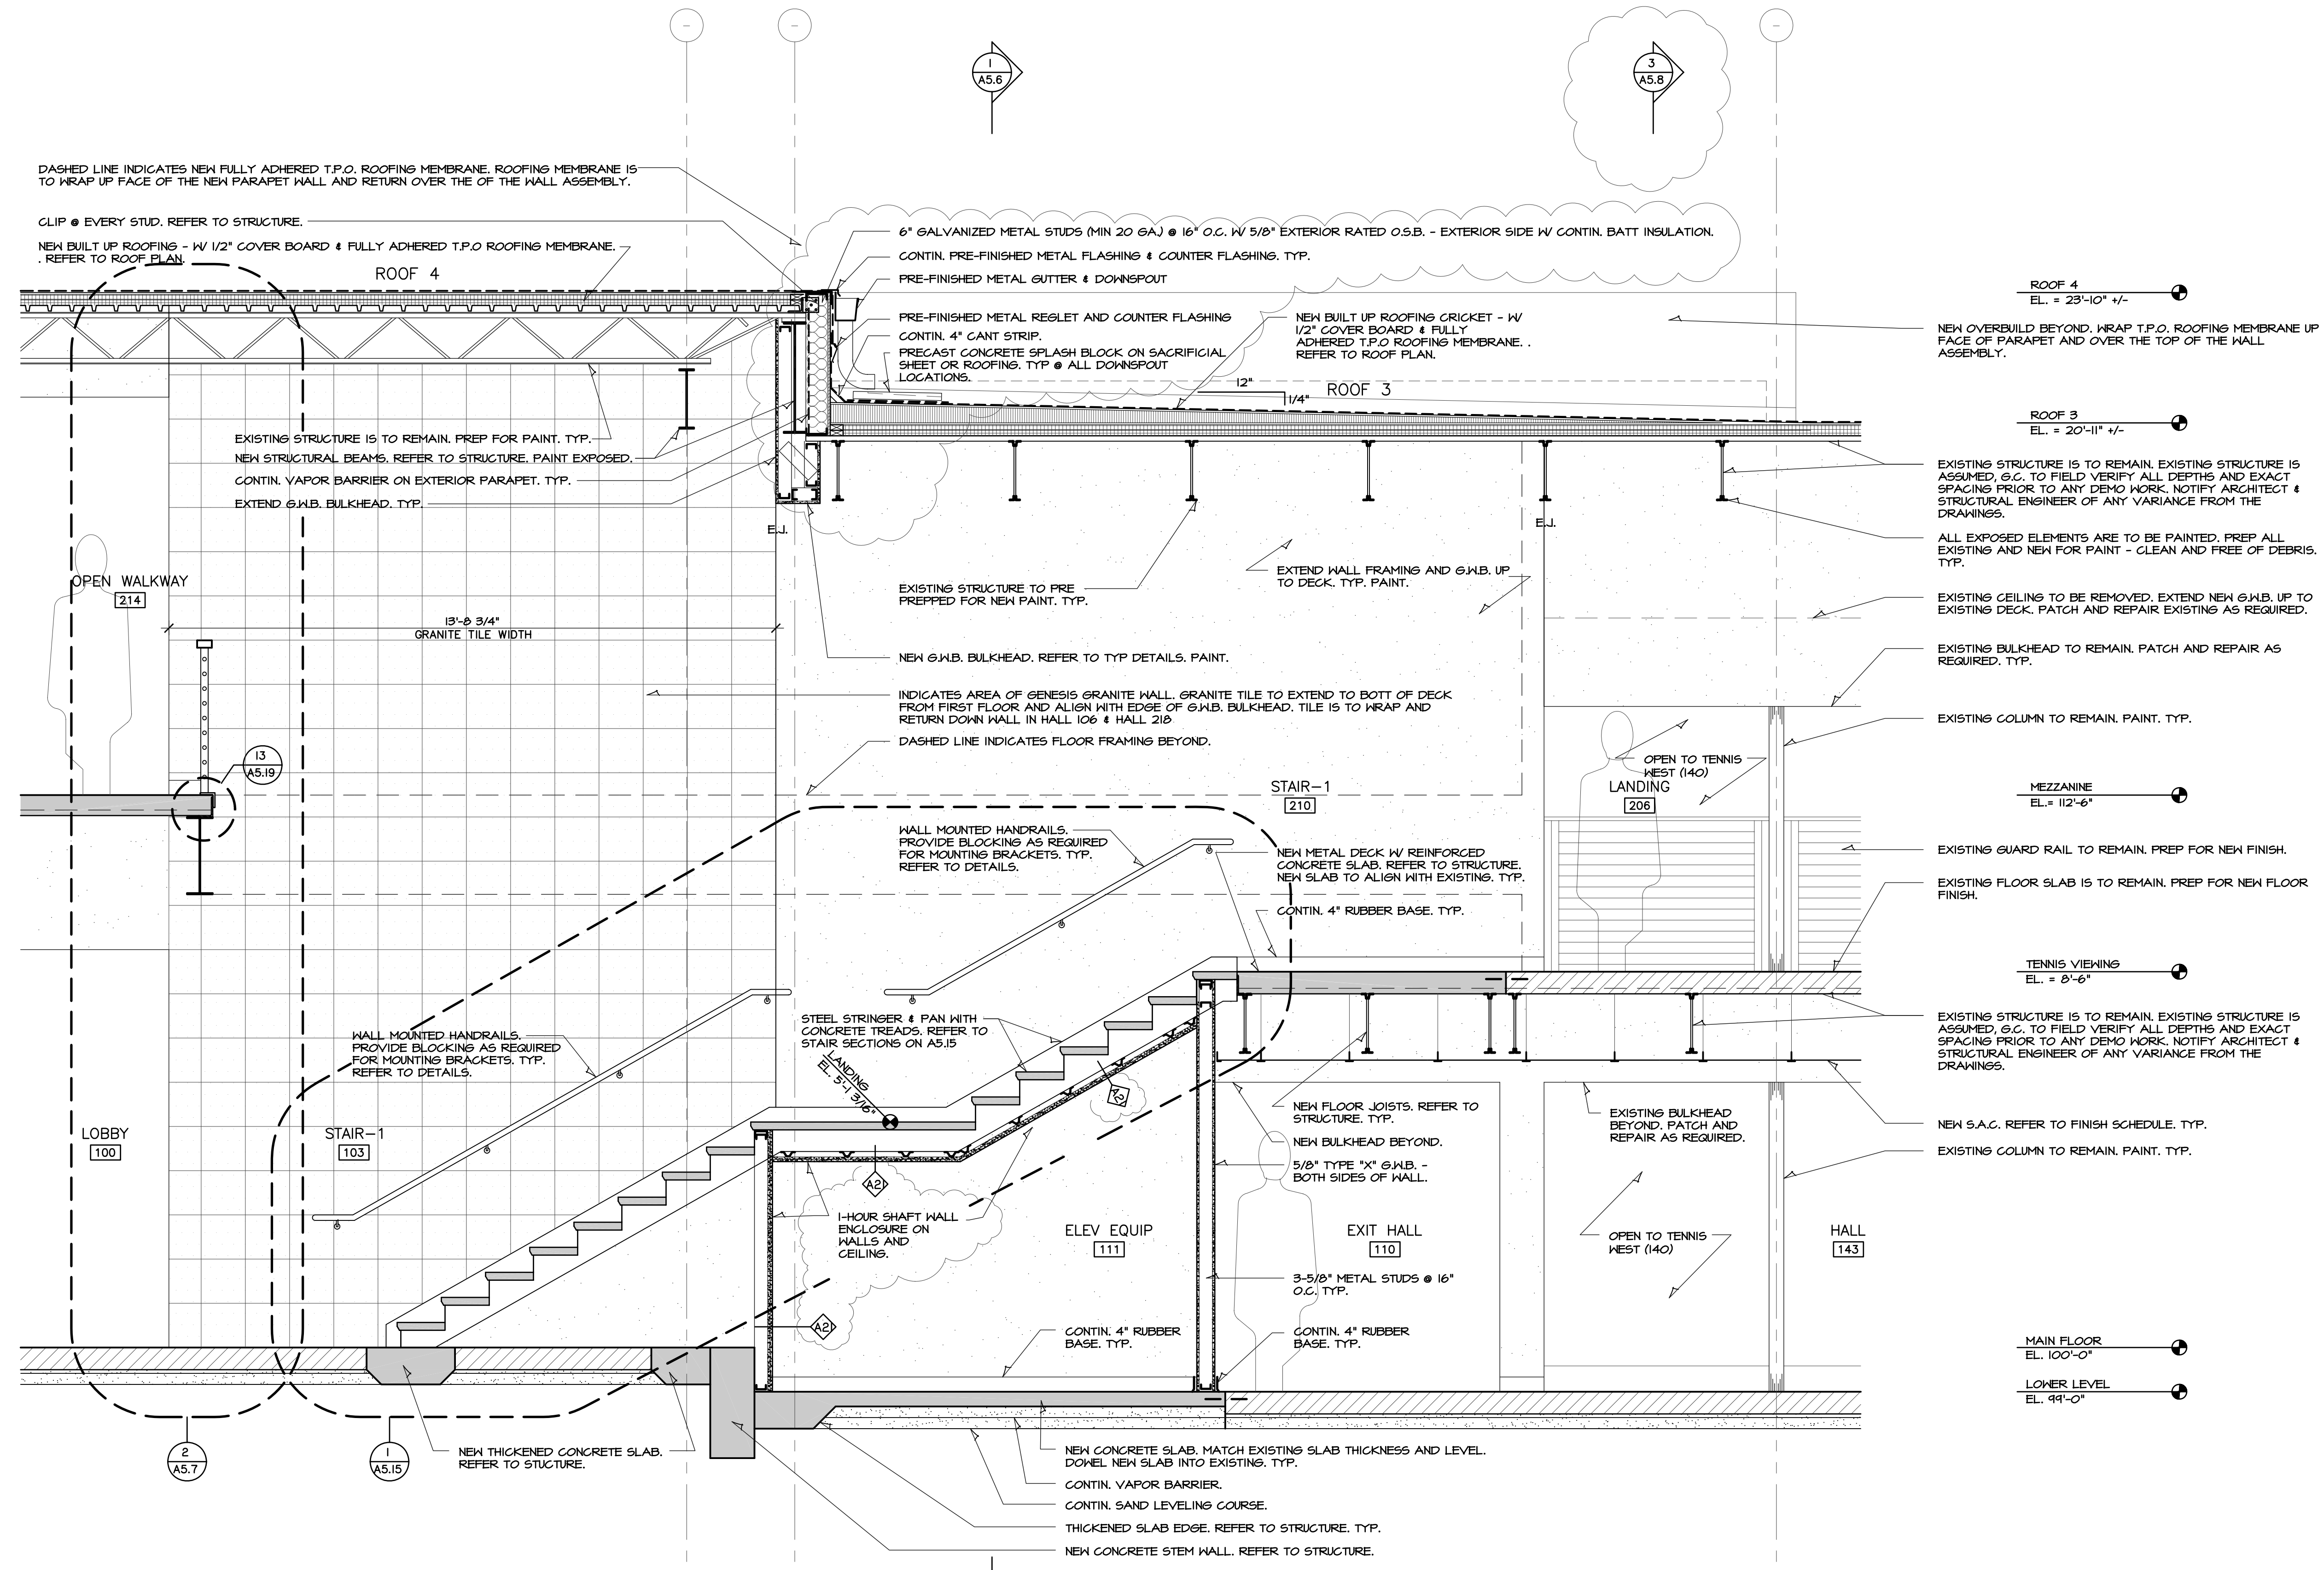 -
-
-
1
A5.6
3
A5.8
DASHED LINE INDICATES NEW FULLY ADHERED T.P.O. ROOFING MEMBRANE. ROOFING MEMBRANE IS
TO WRAP UP FACE OF THE NEW PARAPET WALL AND RETURN OVER THE OF THE WALL ASSEMBLY.
CLIP @ EVERY STUD. REFER TO STRUCTURE.
NEW BUILT UP ROOFING - W/ 1/2" COVER BOARD & FULLY ADHERED T.P.O ROOFING MEMBRANE.
. REFER TO ROOF PLAN.
ROOF 4
6" GALVANIZED METAL STUDS (MIN 20 GA.) @ 16" O.C. W/ 5/8" EXTERIOR RATED O.S.B. - EXTERIOR SIDE W/ CONTIN. BATT INSULATION.
CONTIN. PRE-FINISHED METAL FLASHING & COUNTER FLASHING. TYP.
PRE-FINISHED METAL GUTTER & DOWNSPOUT
PRE-FINISHED METAL REGLET AND COUNTER FLASHING
CONTIN. 4" CANT STRIP.
PRECAST CONCRETE SPLASH BLOCK ON SACRIFICIAL
SHEET OR ROOFING. TYP @ ALL DOWNSPOUT
LOCATIONS.
NEW BUILT UP ROOFING CRICKET - W/
1/2" COVER BOARD & FULLY
ADHERED T.P.O ROOFING MEMBRANE. .
REFER TO ROOF PLAN.
12"
1/4"
ROOF 3
ROOF 4
EL. = 23'-10" +/-
NEW OVERBUILD BEYOND. WRAP T.P.O. ROOFING MEMBRANE UP
FACE OF PARAPET AND OVER THE TOP OF THE WALL
ASSEMBLY.
ROOF 3
EL. = 20'-11" +/-
EXISTING STRUCTURE IS TO REMAIN. PREP FOR PAINT. TYP.
NEW STRUCTURAL BEAMS. REFER TO STRUCTURE. PAINT EXPOSED.
CONTIN. VAPOR BARRIER ON EXTERIOR PARAPET. TYP.
EXTEND G.W.B. BULKHEAD. TYP.
E.J.
E.J.
EXISTING STRUCTURE IS TO REMAIN. EXISTING STRUCTURE IS
ASSUMED, G.C. TO FIELD VERIFY ALL DEPTHS AND EXACT
SPACING PRIOR TO ANY DEMO WORK. NOTIFY ARCHITECT &
STRUCTURAL ENGINEER OF ANY VARIANCE FROM THE
DRAWINGS.
ALL EXPOSED ELEMENTS ARE TO BE PAINTED. PREP ALL
EXISTING AND NEW FOR PAINT - CLEAN AND FREE OF DEBRIS.
TYP.
OPEN WALKWAY
214
13'-8 3/4"
GRANITE TILE WIDTH
EXISTING STRUCTURE TO PRE
PREPPED FOR NEW PAINT. TYP.
EXTEND WALL FRAMING AND G.W.B. UP
TO DECK. TYP. PAINT.
EXISTING CEILING TO BE REMOVED. EXTEND NEW G.W.B. UP TO
EXISTING DECK. PATCH AND REPAIR EXISTING AS REQUIRED.
NEW G.W.B. BULKHEAD. REFER TO TYP DETAILS. PAINT.
EXISTING BULKHEAD TO REMAIN. PATCH AND REPAIR AS
REQUIRED. TYP.
INDICATES AREA OF GENESIS GRANITE WALL. GRANITE TILE TO EXTEND TO BOTT OF DECK
FROM FIRST FLOOR AND ALIGN WITH EDGE OF G.W.B. BULKHEAD. TILE IS TO WRAP AND
RETURN DOWN WALL IN HALL 106 & HALL 218
EXISTING COLUMN TO REMAIN. PAINT. TYP.
DASHED LINE INDICATES FLOOR FRAMING BEYOND.
13
A5.19
OPEN TO TENNIS
WEST (140)
STAIR-1
210
LANDING
206
MEZZANINE
EL.= 112'-6"
WALL MOUNTED HANDRAILS.
PROVIDE BLOCKING AS REQUIRED
FOR MOUNTING BRACKETS. TYP.
REFER TO DETAILS.
NEW METAL DECK W/ REINFORCED
CONCRETE SLAB. REFER TO STRUCTURE.
NEW SLAB TO ALIGN WITH EXISTING. TYP.
EXISTING GUARD RAIL TO REMAIN. PREP FOR NEW FINISH.
EXISTING FLOOR SLAB IS TO REMAIN. PREP FOR NEW FLOOR
FINISH.
CONTIN. 4" RUBBER BASE. TYP.
TENNIS VIEWING
EL. = 8'-6"
WALL MOUNTED HANDRAILS.
PROVIDE BLOCKING AS REQUIRED
FOR MOUNTING BRACKETS. TYP.
REFER TO DETAILS.
STEEL STRINGER & PAN WITH
CONCRETE TREADS. REFER TO
STAIR SECTIONS ON A5.15
LANDING
EL. 5'-1 3/16"
A2
EXISTING STRUCTURE IS TO REMAIN. EXISTING STRUCTURE IS
ASSUMED, G.C. TO FIELD VERIFY ALL DEPTHS AND EXACT
SPACING PRIOR TO ANY DEMO WORK. NOTIFY ARCHITECT &
STRUCTURAL ENGINEER OF ANY VARIANCE FROM THE
DRAWINGS.
LOBBY
100
STAIR-1
103
NEW FLOOR JOISTS. REFER TO
STRUCTURE. TYP.
NEW BULKHEAD BEYOND.
5/8" TYPE "X" G.W.B. -
BOTH SIDES OF WALL.
EXISTING BULKHEAD
BEYOND. PATCH AND
REPAIR AS REQUIRED.
NEW S.A.C. REFER TO FINISH SCHEDULE. TYP.
EXISTING COLUMN TO REMAIN. PAINT. TYP.
A2
1-HOUR SHAFT WALL
ENCLOSURE ON
WALLS AND
CEILING.
ELEV EQUIP
111
EXIT HALL
110
OPEN TO TENNIS
WEST (140)
HALL
143
3-5/8" METAL STUDS @ 16"
O.C. TYP.
A2
CONTIN. 4" RUBBER
BASE. TYP.
CONTIN. 4" RUBBER
BASE. TYP.
MAIN FLOOR
EL. 100'-0"
LOWER LEVEL
EL. 99'-0"
2
A5.7
1
A5.15
NEW THICKENED CONCRETE SLAB.
REFER TO STUCTURE.
NEW CONCRETE SLAB. MATCH EXISTING SLAB THICKNESS AND LEVEL.
DOWEL NEW SLAB INTO EXISTING. TYP.
CONTIN. VAPOR BARRIER.
CONTIN. SAND LEVELING COURSE.
THICKENED SLAB EDGE. REFER TO STRUCTURE. TYP.
NEW CONCRETE STEM WALL. REFER TO STRUCTURE.